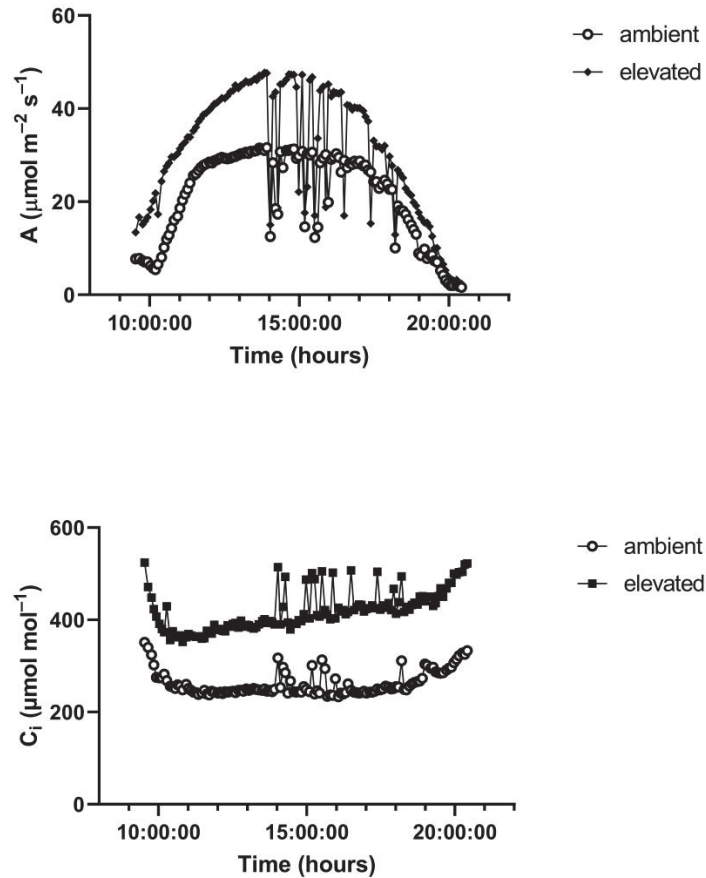 60
ambient
elevated
40
A (μmol m⁻² s⁻¹)
20
0
10:00:00 15:00:00 20:00:00
Time (hours)
600
ambient
elevated
400
Cᵢ (μmol mol⁻¹)
200
0
10:00:00 15:00:00 20:00:00
Time (hours)